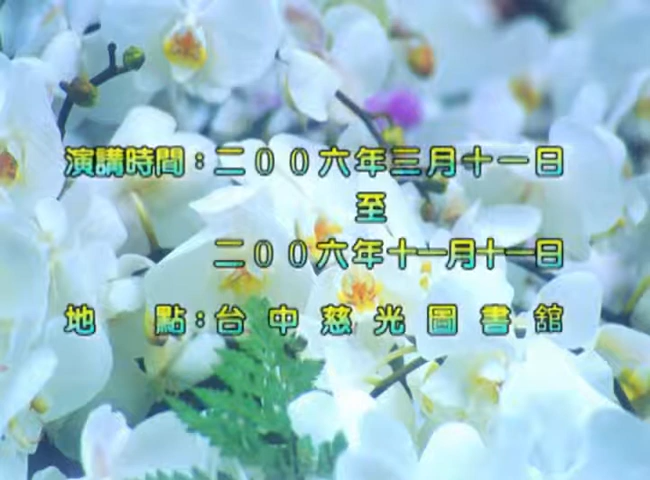 演講時間：二００六年三月十一日
至
二００六年十一月十一日
地 點：台中慈光圖書舘